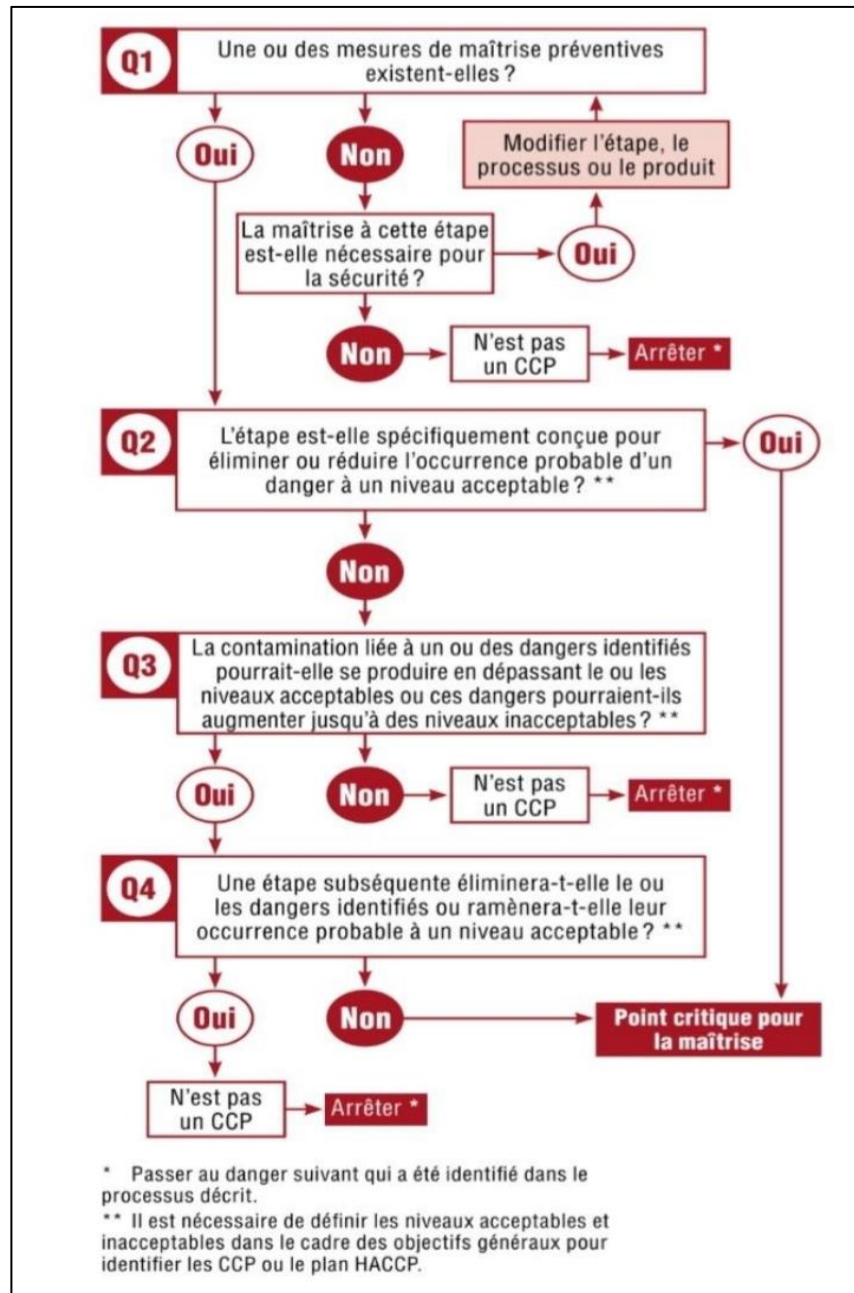 Q1
Une ou des mesures de maîtrise préventives
existent-elles ?
Oui
Non
Modifier l'étape, le
processus ou le produit
La maîtrise à cette étape
est-elle nécessaire pour
la sécurité ?
Oui
Non
N'est pas
un CCP
Arrêter *
Q2
L'étape est-elle spécifiquement conçue pour
éliminer ou réduire l'occurrence probable d'un
danger à un niveau acceptable ? **
Oui
Non
Q3
La contamination liée à un ou des dangers identifiés
pourrait-elle se produire en dépassant le ou les
niveaux acceptables ou ces dangers pourraient-ils
augmenter jusqu'à des niveaux inacceptables ? **
Oui
Non
N'est pas
un CCP
Arrêter *
Q4
Une étape subséquente éliminera-t-elle le ou
les dangers identifiés ou ramènera-t-elle leur
occurrence probable à un niveau acceptable ? **
Oui
Non
Point critique pour
la maîtrise
N'est pas
un CCP
Arrêter *
* Passer au danger suivant qui a été identifié dans le
processus décrit.
** Il est nécessaire de définir les niveaux acceptables et
inacceptables dans le cadre des objectifs généraux pour
identifier les CCP ou le plan HACCP.